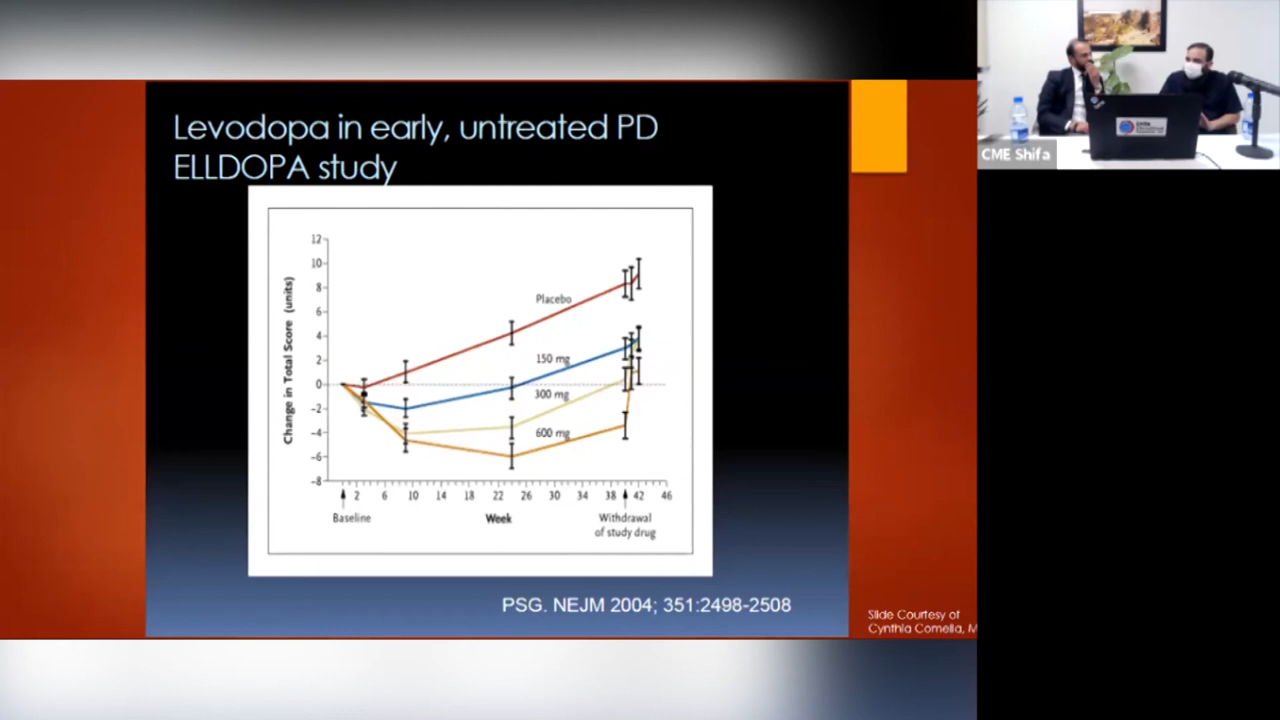 Levodopa in early, untreated PD
ELLDOPA study
12
10
8
6
4
2
0
-2
-4
-6
-8
Change in Total Score (units)
Placebo
150 mg
300 mg
600 mg
2 6 10 14 18 22 26 30 34 38 42 46
Baseline
Week
Withdrawal
of study drug
PSG. NEJM 2004; 351:2498-2508
Slide Courtesy of
Cynthia Comella, M
CME Shifa